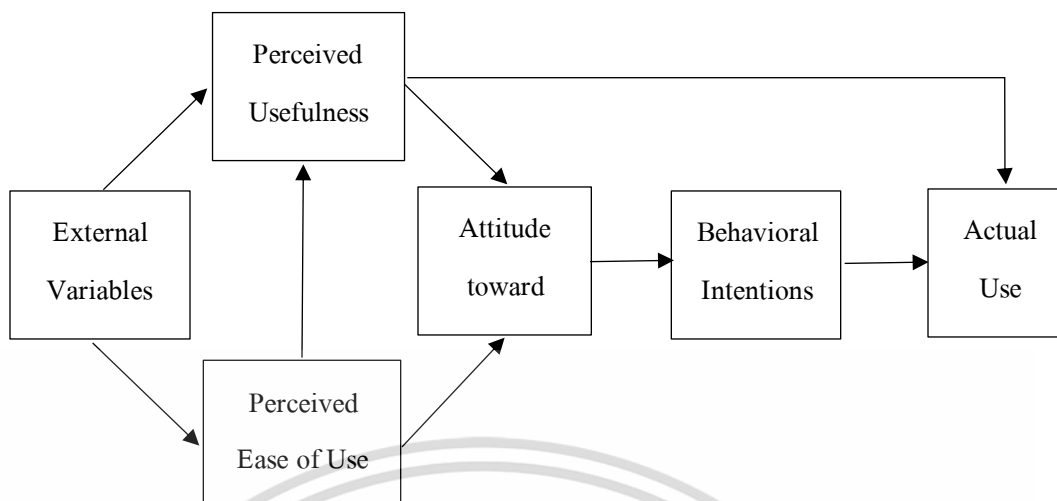 Perceived
Usefulness
External
Variables
Attitude
toward
Behavioral
Intentions
Actual
Use
Perceived
Ease of Use